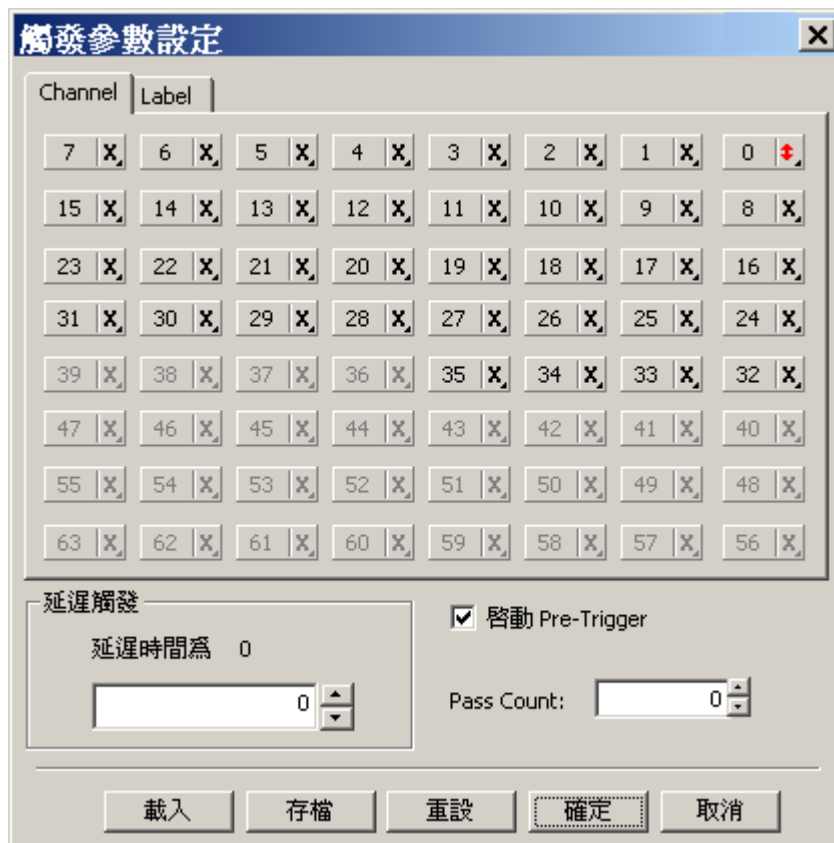 觸發參數設定
Channel Label
7 X 6 X 5 X 4 X 3 X 2 X 1 X 0
15 X 14 X 13 X 12 X 11 X 10 X 9 X 8 X
23 X 22 X 21 X 20 X 19 X 18 X 17 X 16 X
31 X 30 X 29 X 28 X 27 X 26 X 25 X 24 X
39 X 38 X 37 X 36 X 35 X 34 X 33 X 32 X
47 X 46 X 45 X 44 X 43 X 42 X 41 X 40 X
55 X 54 X 53 X 52 X 51 X 50 X 49 X 48 X
63 X 62 X 61 X 60 X 59 X 58 X 57 X 56 X
延遲觸發
延遲時間爲 0
0
啓動 Pre-Trigger
Pass Count: 0
載入 存檔 重設 確定 取消